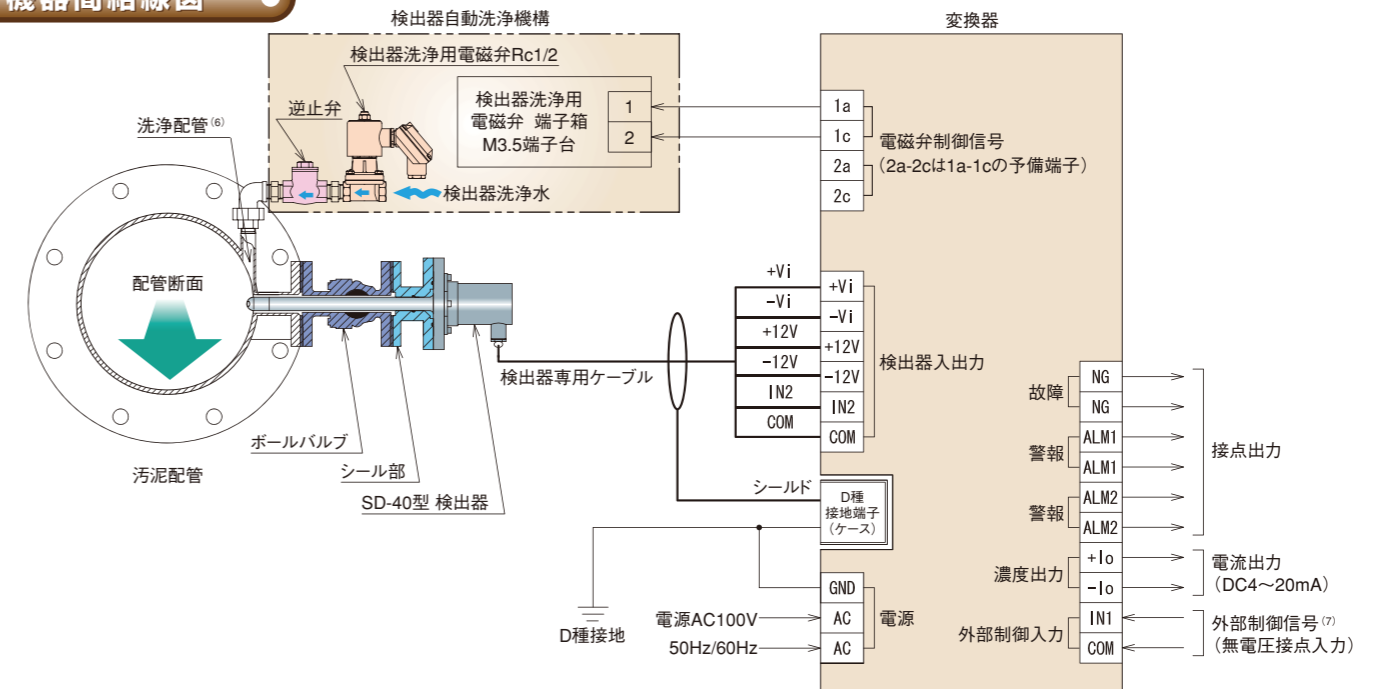 機器間結線図
検出器自動洗浄機構
変換器
検出器洗浄用電磁弁Rc1/2
逆止弁
洗浄配管(6)
検出器洗浄用
電磁弁 端子箱
M3.5端子台
1
2
検出器洗浄水
1a
1c
2a
2c
電磁弁制御信号
(2a-2cは1a-1cの予備端子)
配管断面
汚泥配管
ボールバルブ
シール部
SD-40型 検出器
検出器専用ケーブル
+Vi
-Vi
+12V
-12V
IN2
COM
+Vi
-Vi
+12V
-12V
IN2
COM
検出器入出力
シールド
D種
接地端子
(ケース)
D種接地
GND
AC
AC
電源
電源AC100V
50Hz/60Hz
故障
NG
NG
警報
ALM1
ALM1
警報
ALM2
ALM2
接点出力
濃度出力
+Io
-Io
電流出力
(DC4~20mA)
外部制御入力
IN1
COM
外部制御信号(7)
(無電圧接点入力)